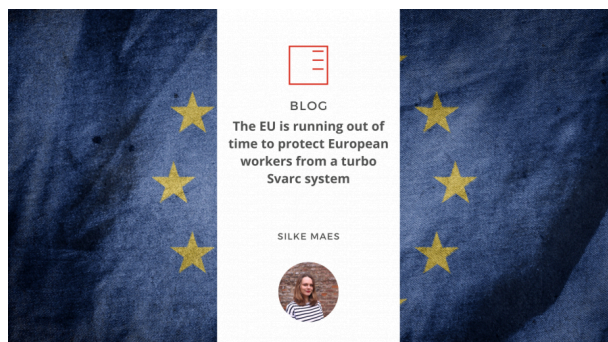 BLOG
The EU is running out of
time to protect European
workers from a turbo
Svarc system
SILKE MAES